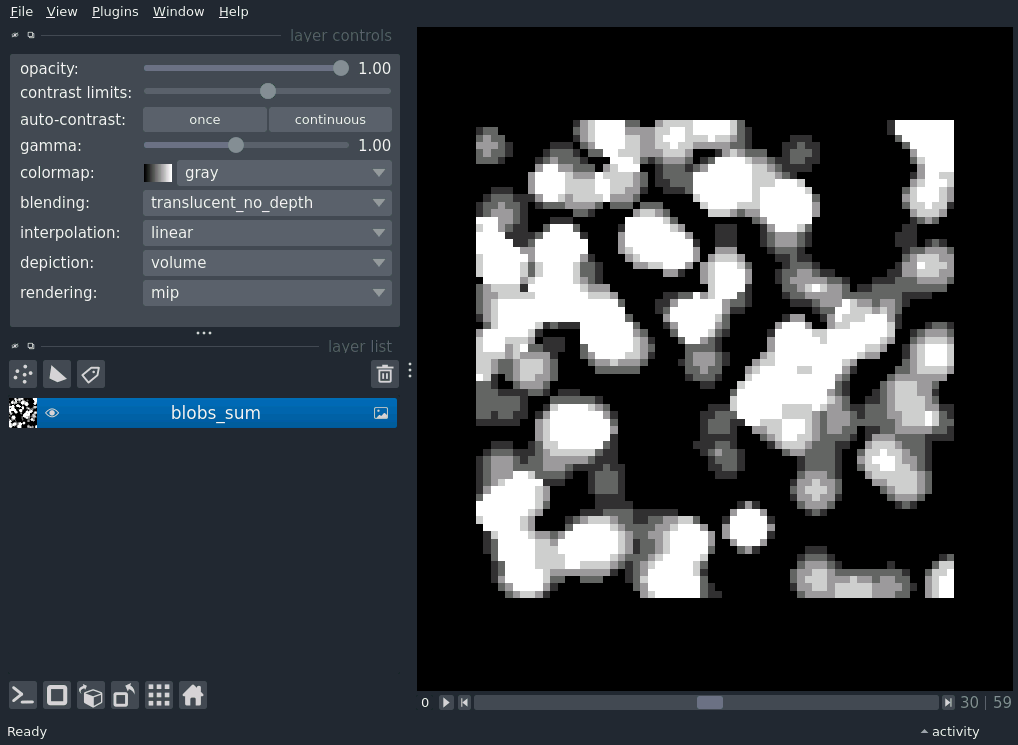 File View Plugins Window Help
layer controls
opacity: 1.00
contrast limits:
auto-contrast: once continuous
gamma: 1.00
colormap: gray
blending: translucent_no_depth
interpolation: linear
depiction: volume
rendering: mip
layer list
blobs_sum
0 30 | 59
Ready activity